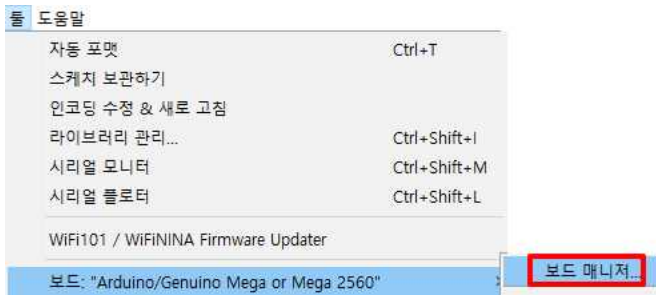 툴 도움말
자동 포맷 Ctrl+T
스케치 보관하기
인코딩 수정 & 새로 고침
라이브러리 관리... Ctrl+Shift+I
시리얼 모니터 Ctrl+Shift+M
시리얼 플로터 Ctrl+Shift+L
WiFi101 / WiFiNINA Firmware Updater
보드: "Arduino/Genuino Mega or Mega 2560"
보드 매니저...